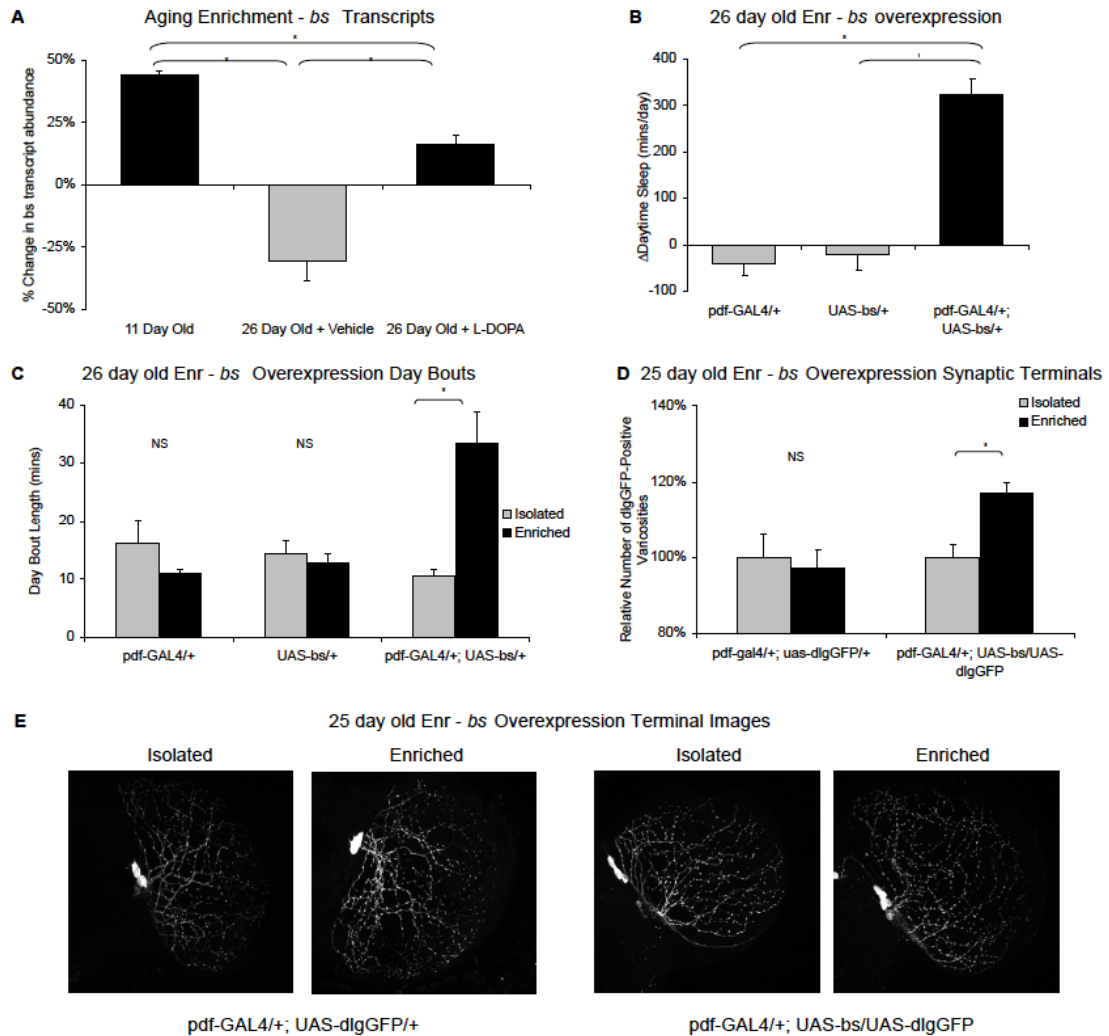 A Aging Enrichment - bs Transcripts
% Change in bs transcript abundance
50%
25%
0%
-25%
-50%
* * *
11 Day Old 26 Day Old + Vehicle 26 Day Old + L-DOPA
B 26 day old Enr - bs overexpression
ΔDaytime Sleep (mins/day)
400
300
200
100
0
-100
*
pdf-GAL4/+ UAS-bs/+ pdf-GAL4/+;
UAS-bs/+
C 26 day old Enr - bs Overexpression Day Bouts
Day Bout Length (mins)
40
30
20
10
0
NS NS *
Isolated
Enriched
pdf-GAL4/+ UAS-bs/+ pdf-GAL4/+; UAS-bs/+
D 25 day old Enr - bs Overexpression Synaptic Terminals
Relative Number of dlgGFP-Positive
Varicosities
140%
120%
100%
80%
Isolated
Enriched
NS *
pdf-gal4/+; uas-dlgGFP/+ pdf-GAL4/+; UAS-bs/UAS-
dlgGFP
E 25 day old Enr - bs Overexpression Terminal Images
Isolated Enriched Isolated Enriched
pdf-GAL4/+; UAS-dlgGFP/+ pdf-GAL4/+; UAS-bs/UAS-dlgGFP